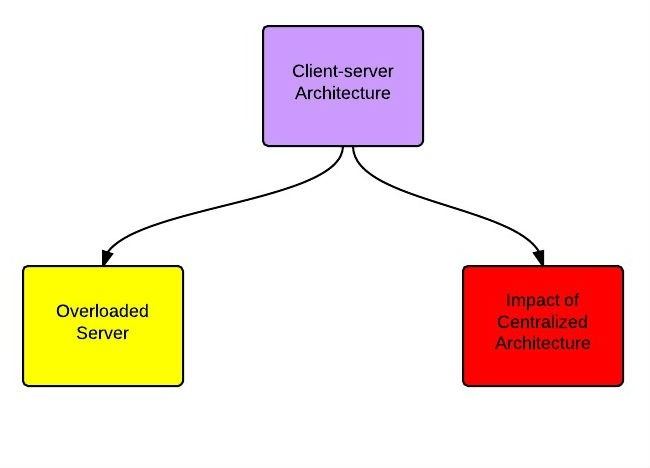 Client-server
Architecture
Overloaded
Server
Impact of
Centralized
Architecture